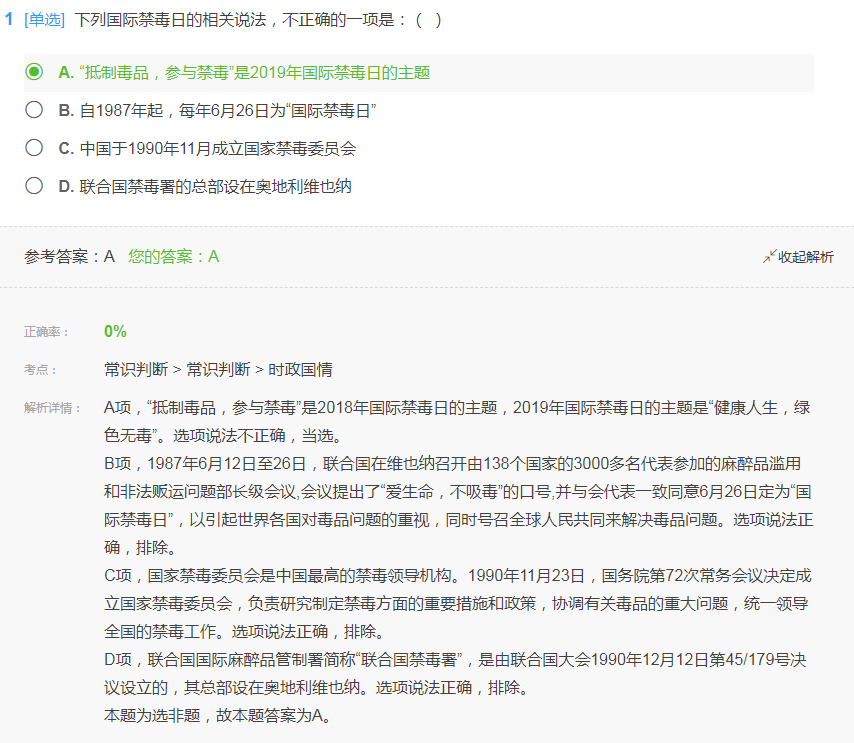 1 [单选] 下列国际禁毒日的相关说法，不正确的一项是：（ ）
A. “抵制毒品，参与禁毒”是2019年国际禁毒日的主题
B. 自1987年起，每年6月26日为“国际禁毒日”
C. 中国于1990年11月成立国家禁毒委员会
D. 联合国禁毒署的总部设在奥地利维也纳
参考答案：A 您的答案：A 收起解析
正确率： 0%
考点： 常识判断 > 常识判断 > 时政国情
解析详情： A项，“抵制毒品，参与禁毒”是2018年国际禁毒日的主题，2019年国际禁毒日的主题是“健康人生，绿
色无毒”。选项说法不正确，当选。
B项，1987年6月12日至26日，联合国在维也纳召开由138个国家的3000多名代表参加的麻醉品滥用
和非法贩运问题部长级会议,会议提出了“爱生命，不吸毒”的口号,并与会代表一致同意6月26日定为“国
际禁毒日”，以引起世界各国对毒品问题的重视，同时号召全球人民共同来解决毒品问题。选项说法正
确，排除。
C项，国家禁毒委员会是中国最高的禁毒领导机构。1990年11月23日，国务院第72次常务会议决定成
立国家禁毒委员会，负责研究制定禁毒方面的重要措施和政策，协调有关毒品的重大问题，统一领导
全国的禁毒工作。选项说法正确，排除。
D项，联合国国际麻醉品管制署简称“联合国禁毒署”，是由联合国大会1990年12月12日第45/179号决
议设立的，其总部设在奥地利维也纳。选项说法正确，排除。
本题为选非题，故本题答案为A。